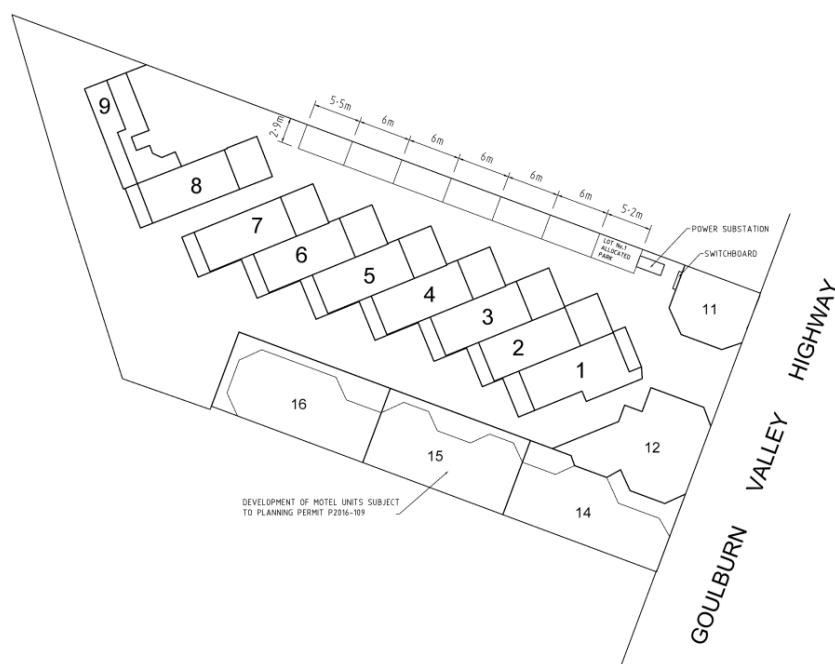 5·5m
6m
6m
6m
6m
6m
5·2m
2·9m
9
8
7
6
5
4
3
2
1
LOT No.1
ALLOCATED
PARK
POWER SUBSTATION
SWITCHBOARD
11
12
16
15
14
DEVELOPMENT OF MOTEL UNITS SUBJECT
TO PLANNING PERMIT P2016-109
GOULBURN VALLEY HIGHWAY